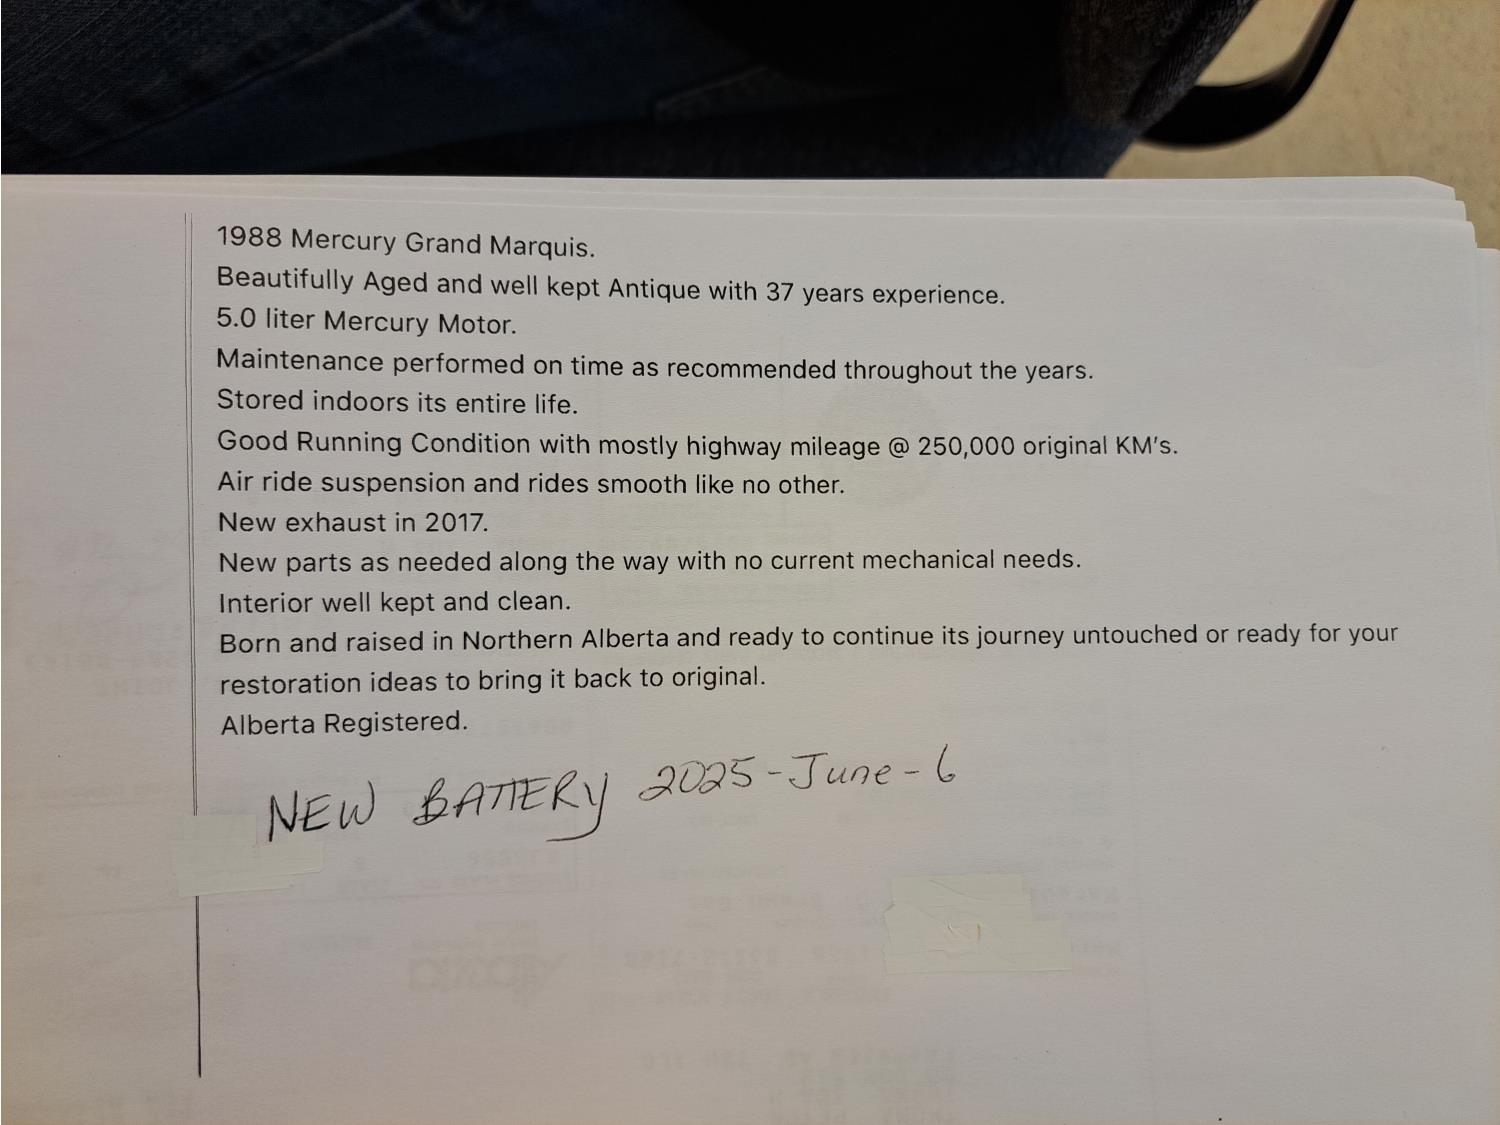 1988 Mercury Grand Marquis.
Beautifully Aged and well kept Antique with 37 years experience.
5.0 liter Mercury Motor.
Maintenance performed on time as recommended throughout the years.
Stored indoors its entire life.
Good Running Condition with mostly highway mileage @ 250,000 original KM's.
Air ride suspension and rides smooth like no other.
New exhaust in 2017.
New parts as needed along the way with no current mechanical needs.
Interior well kept and clean.
Born and raised in Northern Alberta and ready to continue its journey untouched or ready for your
restoration ideas to bring it back to original.
Alberta Registered.
NEW BATTERY 2025-June-6